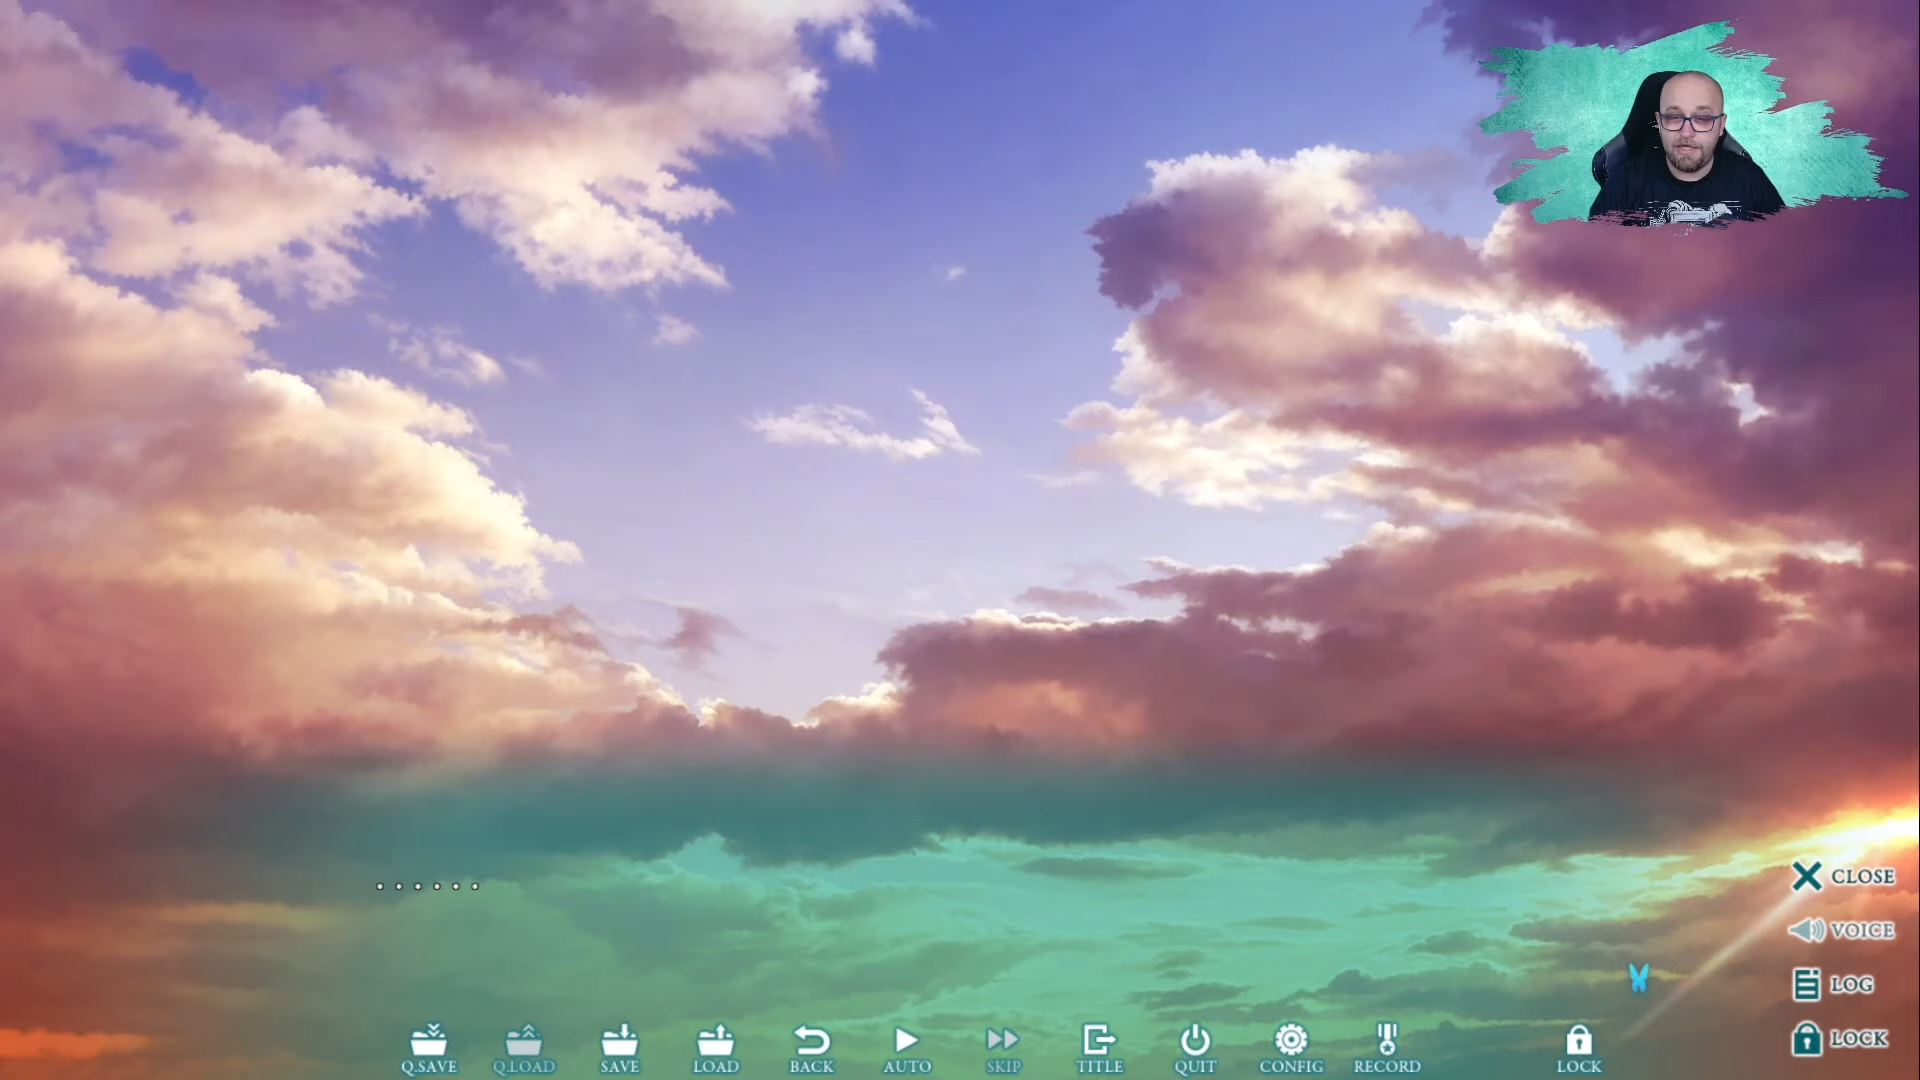 CLOSE
VOICE
LOG
LOCK
......
Q.SAVE Q.LOAD SAVE LOAD BACK AUTO SKIP TITLE QUIT CONFIG RECORD LOCK